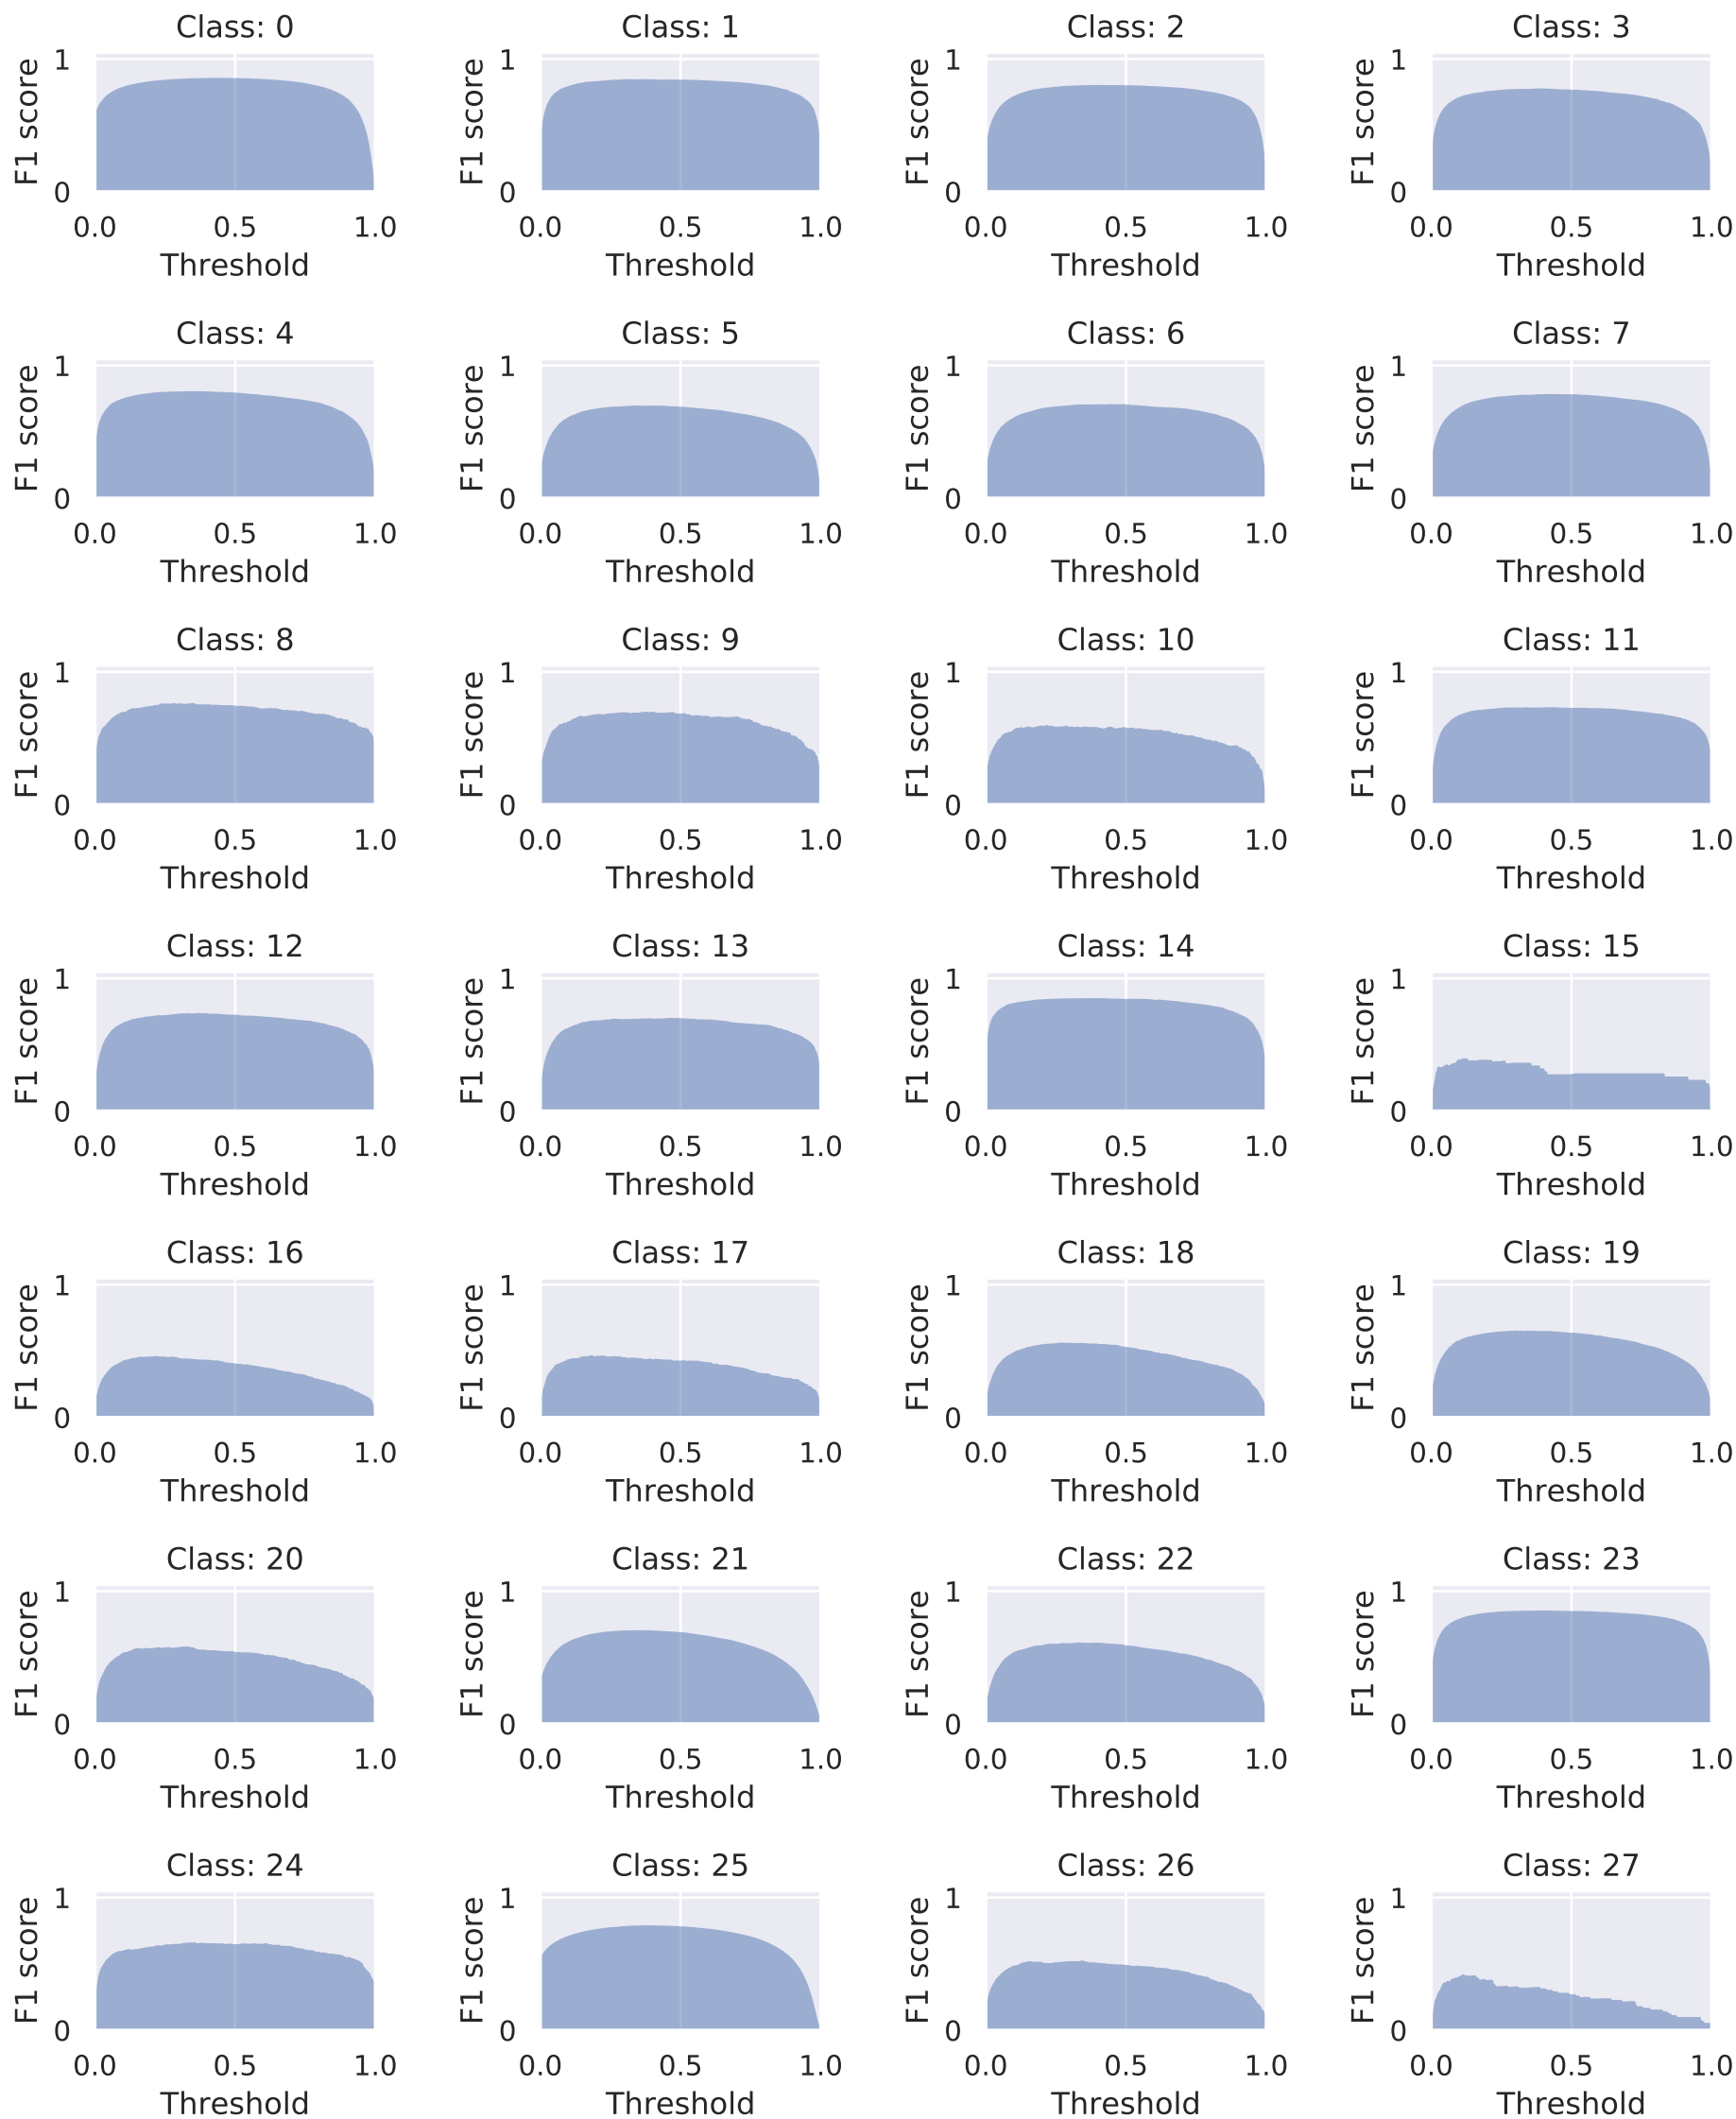 Class: 0 Class: 1 Class: 2 Class: 3
1 1 1 1
F1 score F1 score F1 score F1 score
0 0 0 0
0.0 0.5 1.0 0.0 0.5 1.0 0.0 0.5 1.0 0.0 0.5 1.0
Threshold Threshold Threshold Threshold
Class: 4 Class: 5 Class: 6 Class: 7
1 1 1 1
F1 score F1 score F1 score F1 score
0 0 0 0
0.0 0.5 1.0 0.0 0.5 1.0 0.0 0.5 1.0 0.0 0.5 1.0
Threshold Threshold Threshold Threshold
Class: 8 Class: 9 Class: 10 Class: 11
1 1 1 1
F1 score F1 score F1 score F1 score
0 0 0 0
0.0 0.5 1.0 0.0 0.5 1.0 0.0 0.5 1.0 0.0 0.5 1.0
Threshold Threshold Threshold Threshold
Class: 12 Class: 13 Class: 14 Class: 15
1 1 1 1
F1 score F1 score F1 score F1 score
0 0 0 0
0.0 0.5 1.0 0.0 0.5 1.0 0.0 0.5 1.0 0.0 0.5 1.0
Threshold Threshold Threshold Threshold
Class: 16 Class: 17 Class: 18 Class: 19
1 1 1 1
F1 score F1 score F1 score F1 score
0 0 0 0
0.0 0.5 1.0 0.0 0.5 1.0 0.0 0.5 1.0 0.0 0.5 1.0
Threshold Threshold Threshold Threshold
Class: 20 Class: 21 Class: 22 Class: 23
1 1 1 1
F1 score F1 score F1 score F1 score
0 0 0 0
0.0 0.5 1.0 0.0 0.5 1.0 0.0 0.5 1.0 0.0 0.5 1.0
Threshold Threshold Threshold Threshold
Class: 24 Class: 25 Class: 26 Class: 27
1 1 1 1
F1 score F1 score F1 score F1 score
0 0 0 0
0.0 0.5 1.0 0.0 0.5 1.0 0.0 0.5 1.0 0.0 0.5 1.0
Threshold Threshold Threshold Threshold